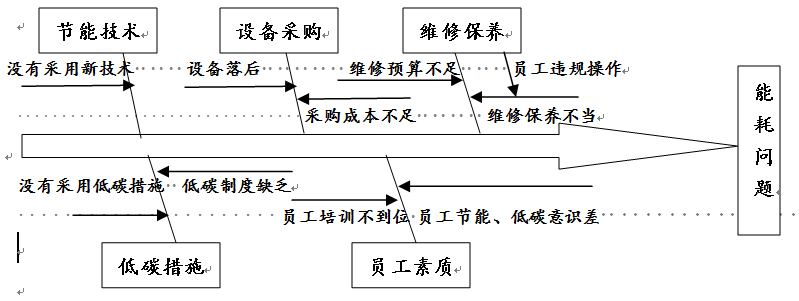 节能技术 设备采购 维修保养
没有采用新技术 设备落后 维修预算不足 员工违规操作
采购成本不足 维修保养不当
能耗问题
没有采用低碳措施 低碳制度缺乏
员工培训不到位 员工节能、低碳意识差
低碳措施 员工素质